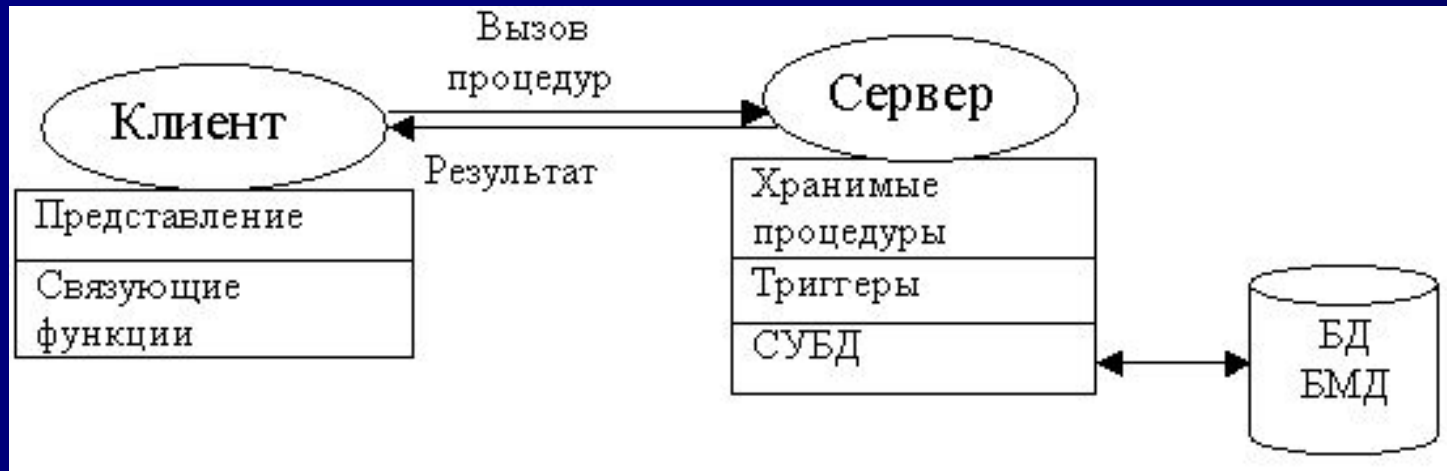 Вызов
процедур
Клиент
Сервер
Результат
Представление
Связующие
функции
Хранимые
процедуры
Триггеры
СУБД
БД
БМД